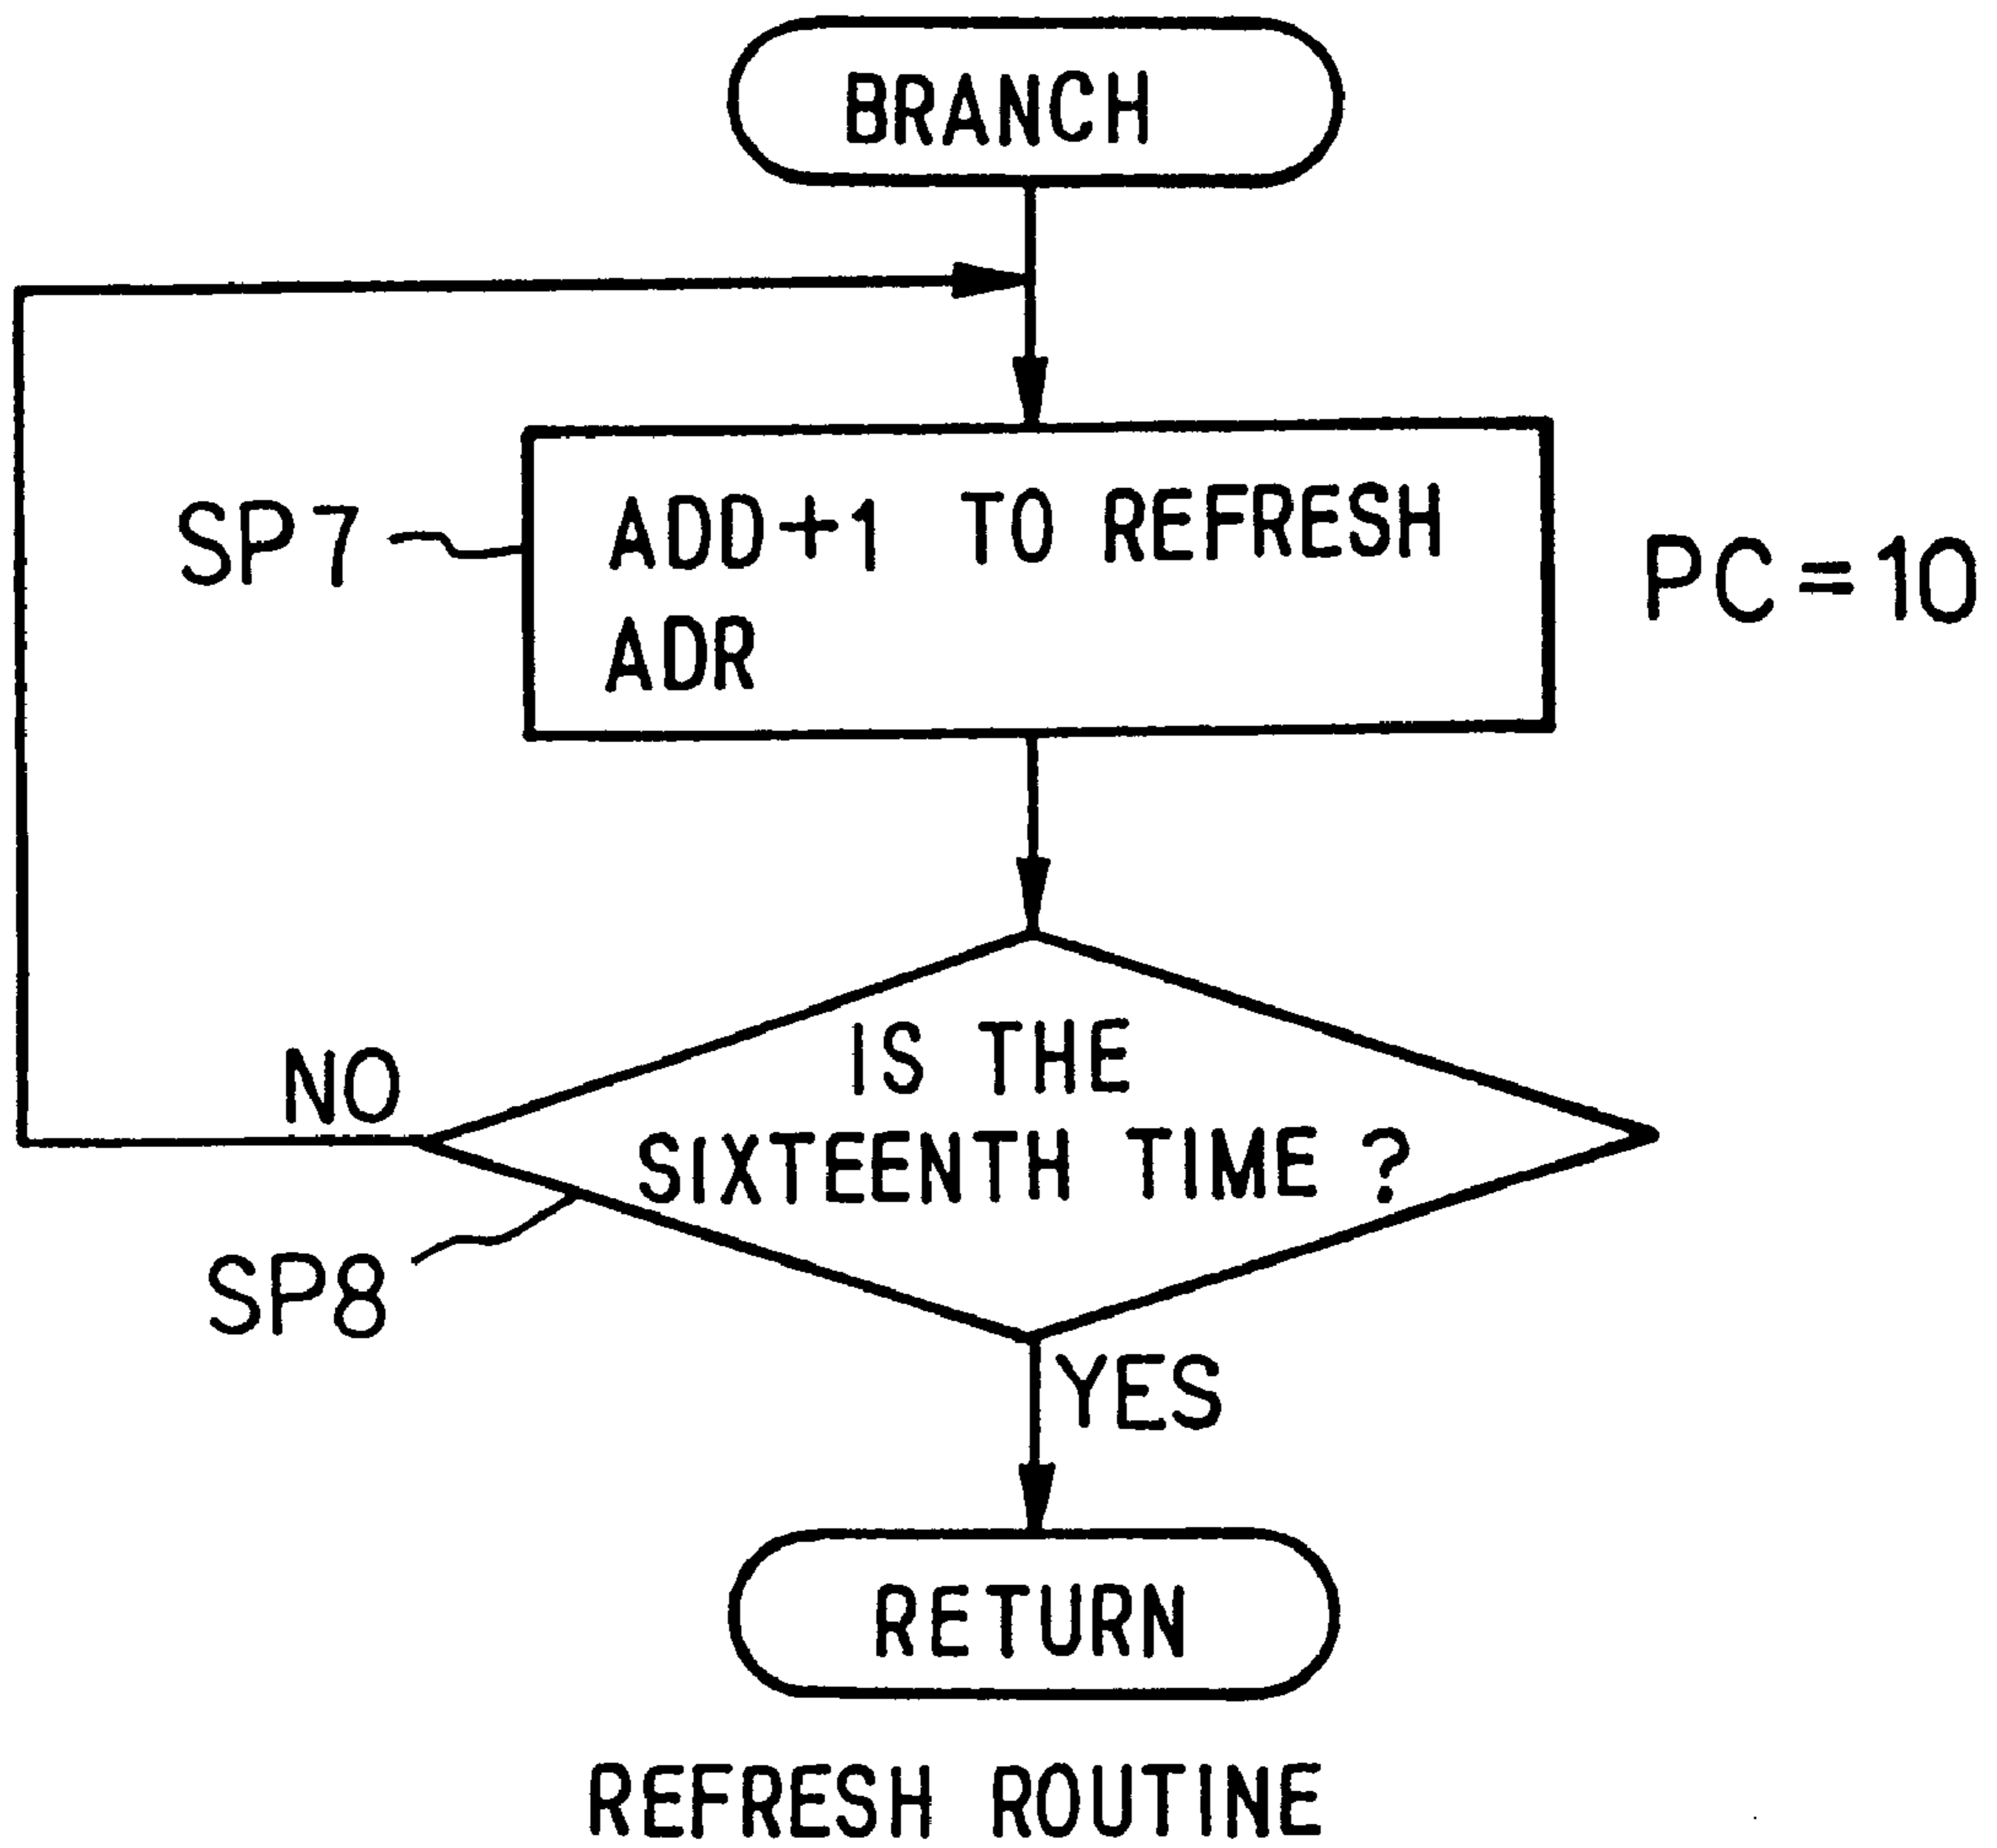 BRANCH
SP7
ADD+1 TO REFRESH
ADR
PC=10
IS THE
SIXTEENTH TIME ?
NO
SP8
YES
RETURN
REFRESH ROUTINE